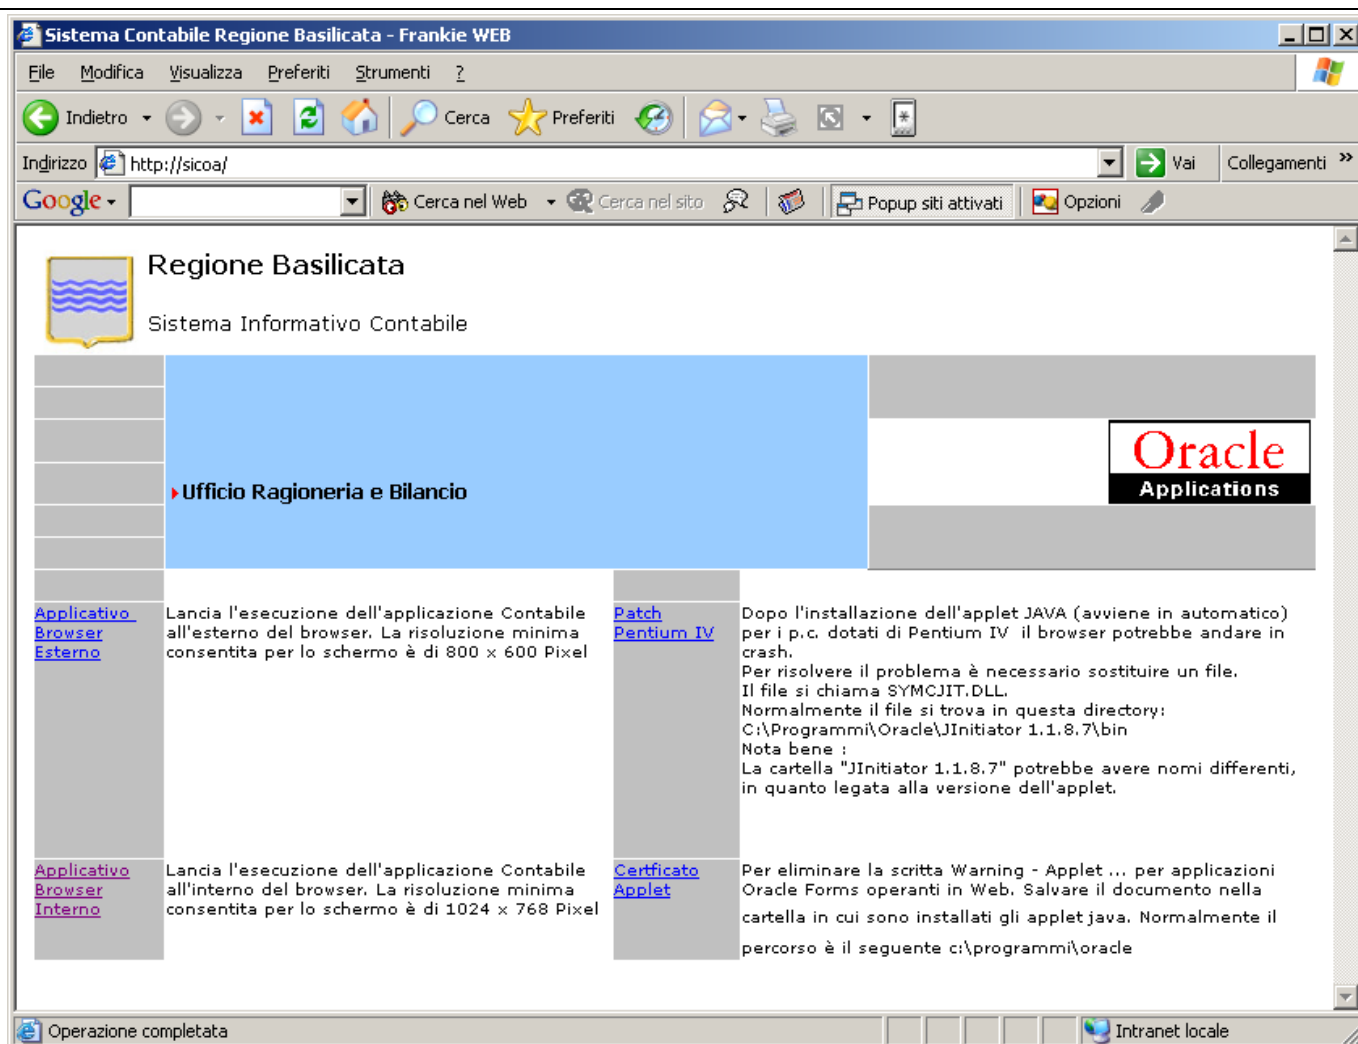 Sistema Contabile Regione Basilicata - Frankie WEB
File Modifica Visualizza Preferiti Strumenti ?
Indietro Cerca Preferiti
Indirizzo http://sicoa/ Vai Collegamenti »
Google Cerca nel Web Cerca nel sito Popup siti attivati Opzioni
Regione Basilicata
Sistema Informativo Contabile
Oracle
Applications
Ufficio Ragioneria e Bilancio
Applicativo
Browser
Esterno
Lancia l'esecuzione dell'applicazione Contabile
all'esterno del browser. La risoluzione minima
consentita per lo schermo è di 800 x 600 Pixel
Patch
Pentium IV
Dopo l'installazione dell'applet JAVA (avviene in automatico)
per i p.c. dotati di Pentium IV il browser potrebbe andare in
crash.
Per risolvere il problema è necessario sostituire un file.
Il file si chiama SYMCJIT.DLL.
Normalmente il file si trova in questa directory:
C:\Programmi\Oracle\JInitiator 1.1.8.7\bin
Nota bene :
La cartella "JInitiator 1.1.8.7" potrebbe avere nomi differenti,
in quanto legata alla versione dell'applet.
Applicativo
Browser
Interno
Lancia l'esecuzione dell'applicazione Contabile
all'interno del browser. La risoluzione minima
consentita per lo schermo è di 1024 x 768 Pixel
Certficato
Applet
Per eliminare la scritta Warning - Applet ... per applicazioni
Oracle Forms operanti in Web. Salvare il documento nella
cartella in cui sono installati gli applet java. Normalmente il
percorso è il seguente c:\programmi\oracle
Operazione completata Intranet locale